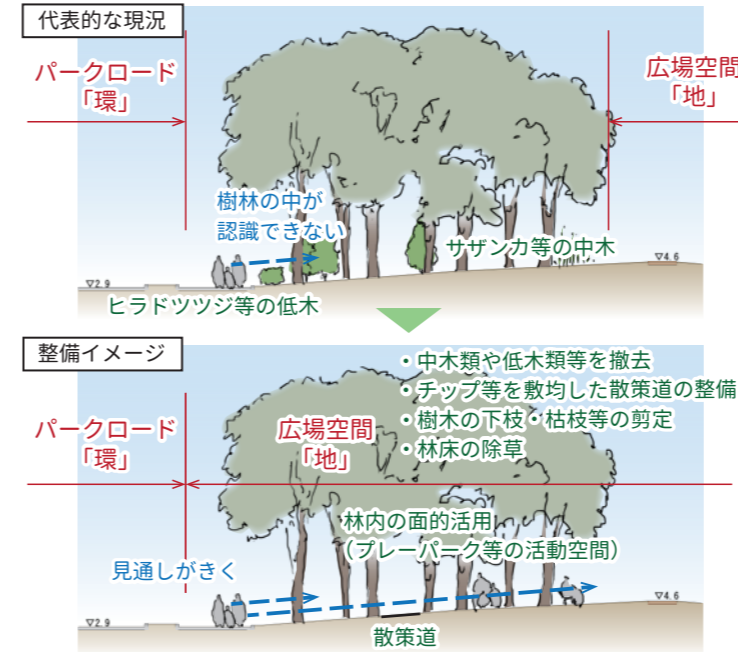 代表的な現況
パークロード
「環」
広場空間
「地」
樹林の中が
認識できない
サザンカ等の中木
▽4.6
▽2.9
ヒラドツツジ等の低木
整備イメージ
・中木類や低木類等を撤去
・チップ等を敷均した散策道の整備
・樹木の下枝・枯枝等の剪定
・林床の除草
パークロード
「環」
広場空間
「地」
林内の面的活用
（プレーパーク等の活動空間）
見通しがきく
▽4.6
▽2.9
散策道